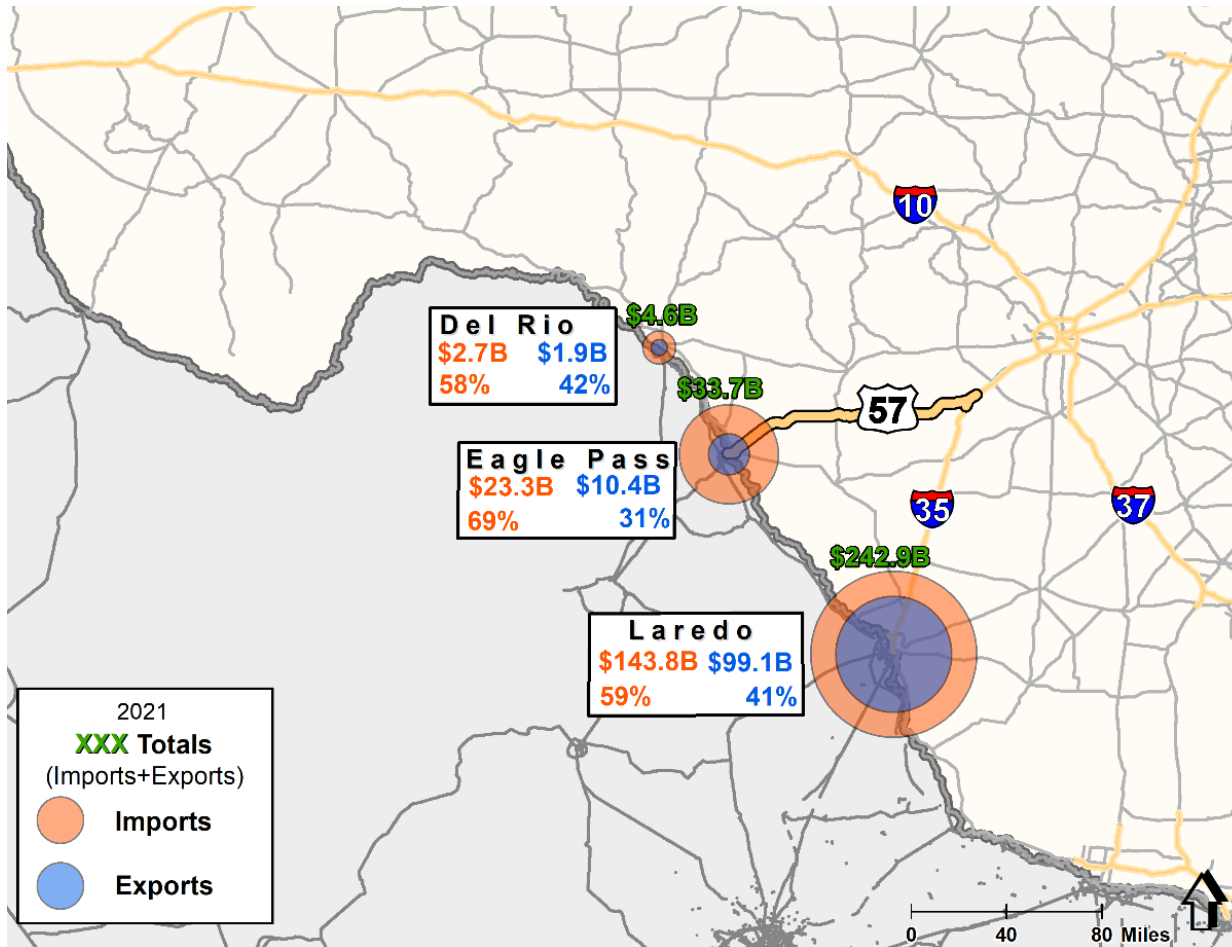 10
$4.6B
Del Rio
$2.7B $1.9B
58% 42%
$33.7B
57
Eagle Pass
$23.3B $10.4B
69% 31%
35
37
$242.9B
Laredo
$143.8B $99.1B
59% 41%
2021
XXX Totals
(Imports+Exports)
Imports
Exports
0 40 80 Miles